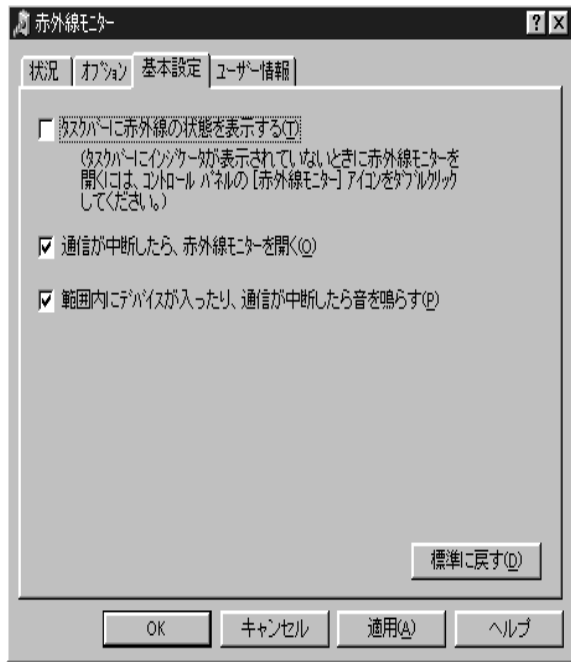 赤外線ﾓﾆﾀｰ
状況 ｵﾌﾟｼｮﾝ 基本設定 ﾕｰｻﾞｰ情報
ﾀｽｸﾊﾞｰに赤外線の状態を表示する(T)
(ﾀｽｸﾊﾞｰにｲﾝｼﾞｹｰﾀが表示されていないときに赤外線ﾓﾆﾀｰを
開くには、ｺﾝﾄﾛｰﾙ ﾊﾟﾈﾙの [赤外線ﾓﾆﾀｰ] ｱｲｺﾝをﾀﾞﾌﾞﾙｸﾘｯｸ
してください。)
通信が中断したら、赤外線ﾓﾆﾀｰを開く(O)
範囲内にﾃﾞﾊﾞｲｽが入ったり、通信が中断したら音を鳴らす(P)
標準に戻す(D)
OK キャンセル 適用(A) ヘルプ